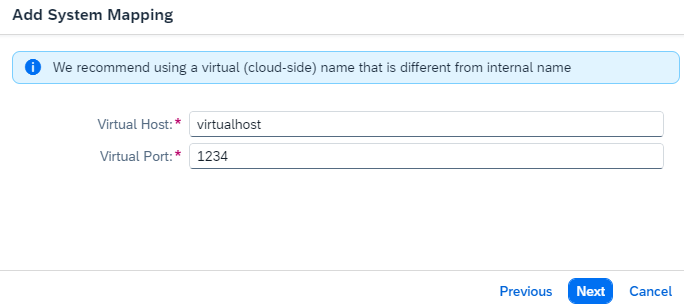 Add System Mapping
We recommend using a virtual (cloud-side) name that is different from internal name
Virtual Host:* virtualhost
Virtual Port:* 1234
Previous Next Cancel